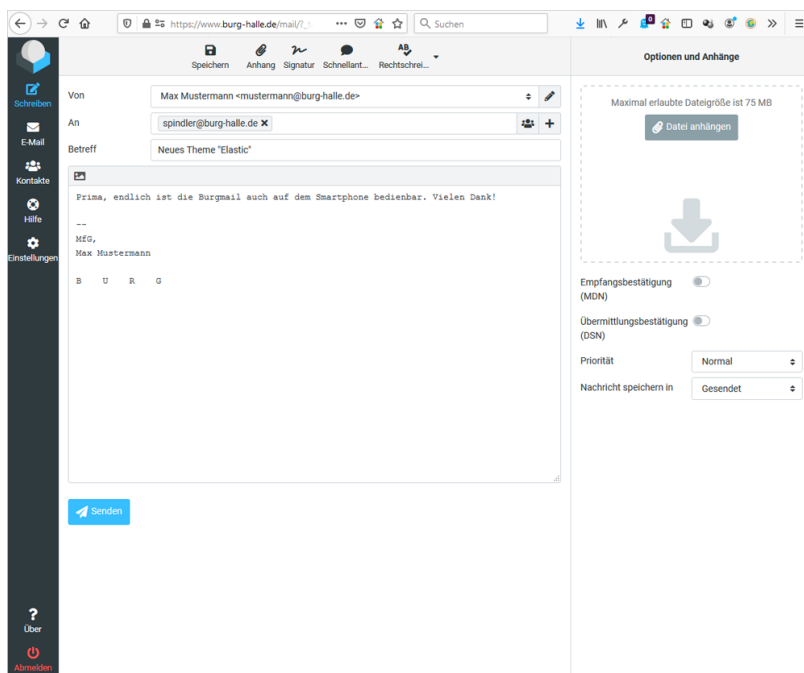 https://www.burg-halle.de/mail/?_t
Suchen
0
Schreiben
E-Mail
Kontakte
Hilfe
Einstellungen
Über
Abmelden
Speichern
Anhang
Signatur
Schnellant...
AB
Rechtschrei...
Von
Max Mustermann <mustermann@burg-halle.de>
An
spindler@burg-halle.de
Betreff
Neues Theme "Elastic"
Prima, endlich ist die Burgmail auch auf dem Smartphone bedienbar. Vielen Dank!
--
MfG,
Max Mustermann
B U R G
Senden
Optionen und Anhänge
Maximal erlaubte Dateigröße ist 75 MB
Datei anhängen
Empfangsbestätigung
(MDN)
Übermittlungsbestätigung
(DSN)
Priorität
Normal
Nachricht speichern in
Gesendet